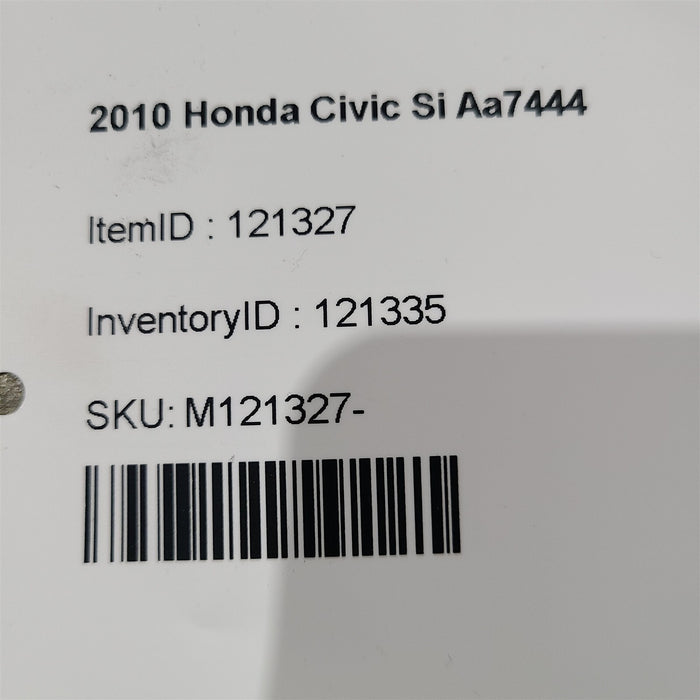 2010 Honda Civic Si Aa7444
ItemID : 121327
InventoryID : 121335
SKU: M121327-